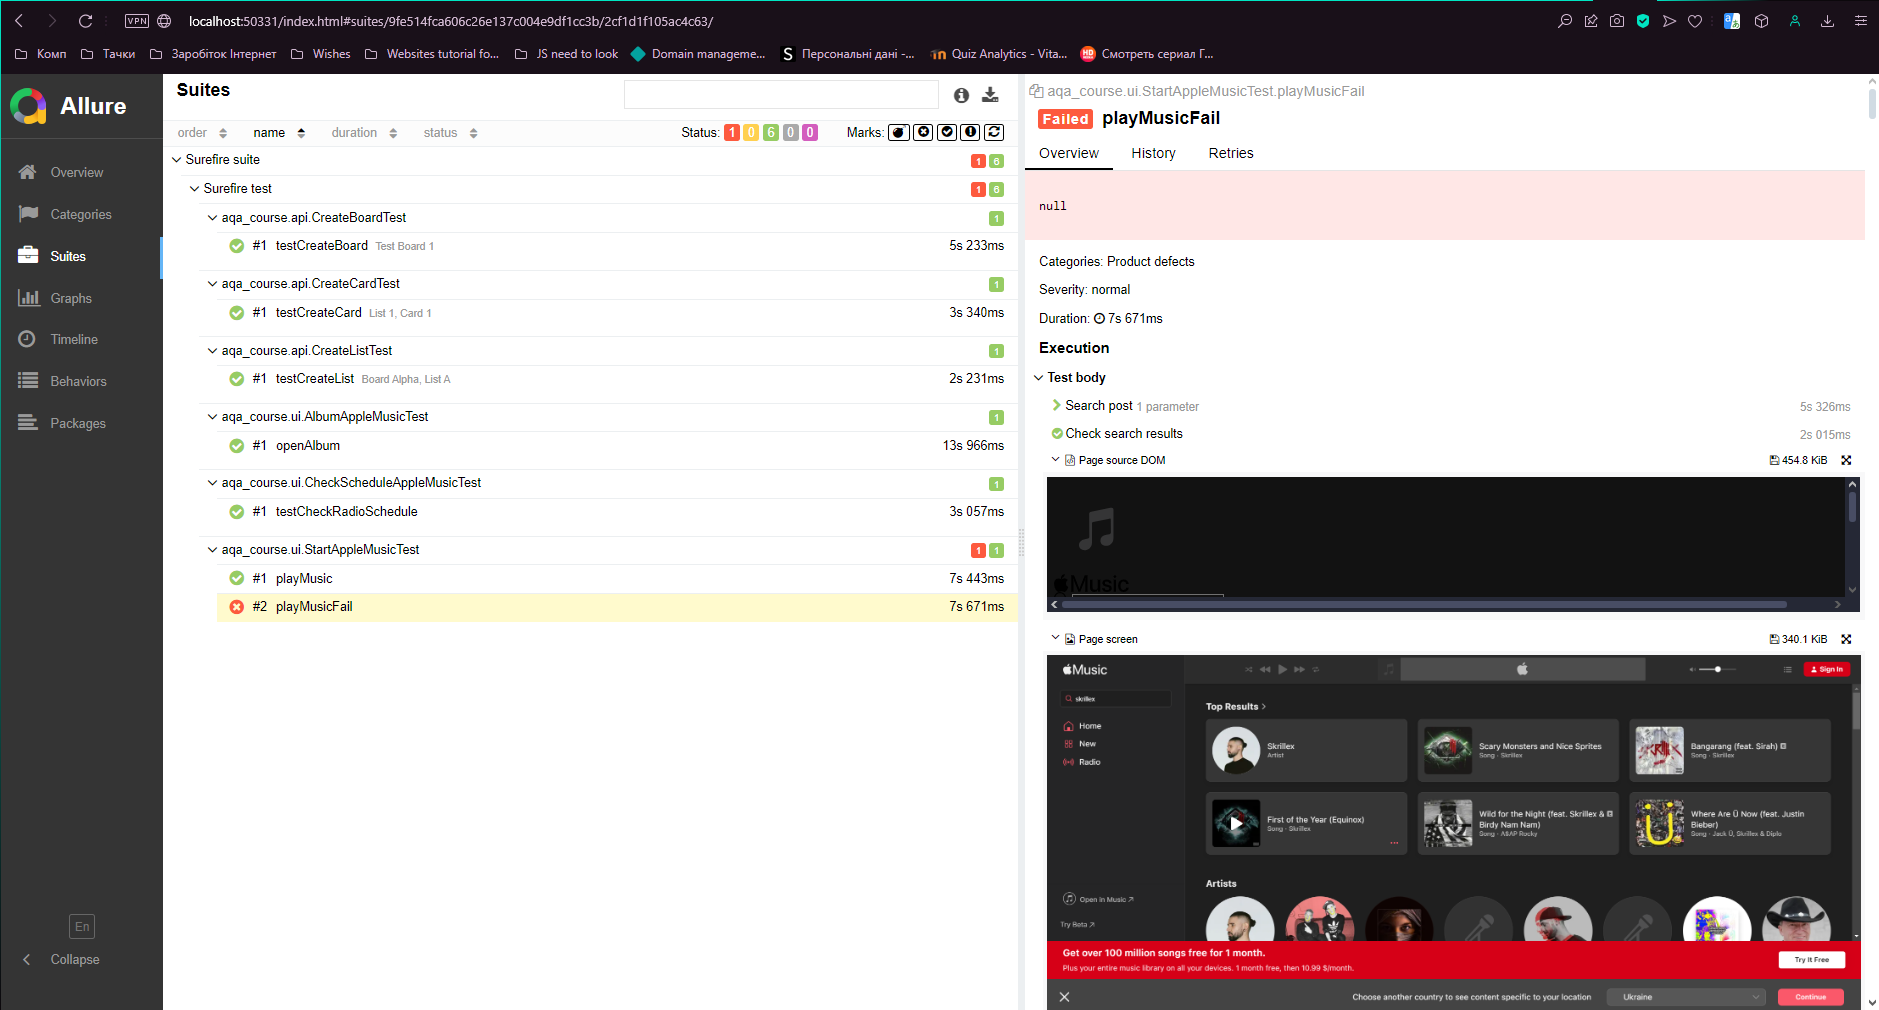 VPN
localhost:50331/index.html#suites/9fe514fca606c26e137c004e9df1cc3b/2cf1d1f105ac4c63/
Комп
Тачки
Заробіток Інтернет
Wishes
Websites tutorial fo...
JS need to look
Domain manageme...
Персональні дані -...
Quiz Analytics - Vita...
Смотреть сериал Г...
Allure
Overview
Categories
Suites
Graphs
Timeline
Behaviors
Packages
En
Collapse
Suites
order name duration status
Status: 1 0 6 0 0 Marks:
Surefire suite 1 6
Surefire test 1 6
aqa_course.api.CreateBoardTest 1
#1 testCreateBoard Test Board 1 5s 233ms
aqa_course.api.CreateCardTest 1
#1 testCreateCard List 1, Card 1 3s 340ms
aqa_course.api.CreateListTest 1
#1 testCreateList Board Alpha, List A 2s 231ms
aqa_course.ui.AlbumAppleMusicTest 1
#1 openAlbum 13s 966ms
aqa_course.ui.CheckScheduleAppleMusicTest 1
#1 testCheckRadioSchedule 3s 057ms
aqa_course.ui.StartAppleMusicTest 1 1
#1 playMusic 7s 443ms
#2 playMusicFail 7s 671ms
aqa_course.ui.StartAppleMusicTest.playMusicFail
Failed playMusicFail
Overview History Retries
null
Categories: Product defects
Severity: normal
Duration: 7s 671ms
Execution
Test body
Search post 1 parameter 5s 326ms
Check search results 2s 015ms
Page source DOM 454.8 KiB
Music
Page screen 340.1 KiB
Music
Sign In
skrillex
Home
New
Radio
Open in Music
Try Beta
Top Results
Skrillex
Artist
Scary Monsters and Nice Sprites
Song · Skrillex
Bangarang (feat. Sirah)
Song · Skrillex
First of the Year (Equinox)
Song · Skrillex
Wild for the Night (feat. Skrillex &
Birdy Nam Nam)
Song · A$AP Rocky
Where Are Ü Now (feat. Justin
Bieber)
Song · Jack Ü, Skrillex & Diplo
Artists
Get over 100 million songs free for 1 month.
Plus your entire music library on all your devices. 1 month free, then 10.99 $/month.
Try It Free
Choose another country to see content specific to your location
Ukraine
Continue